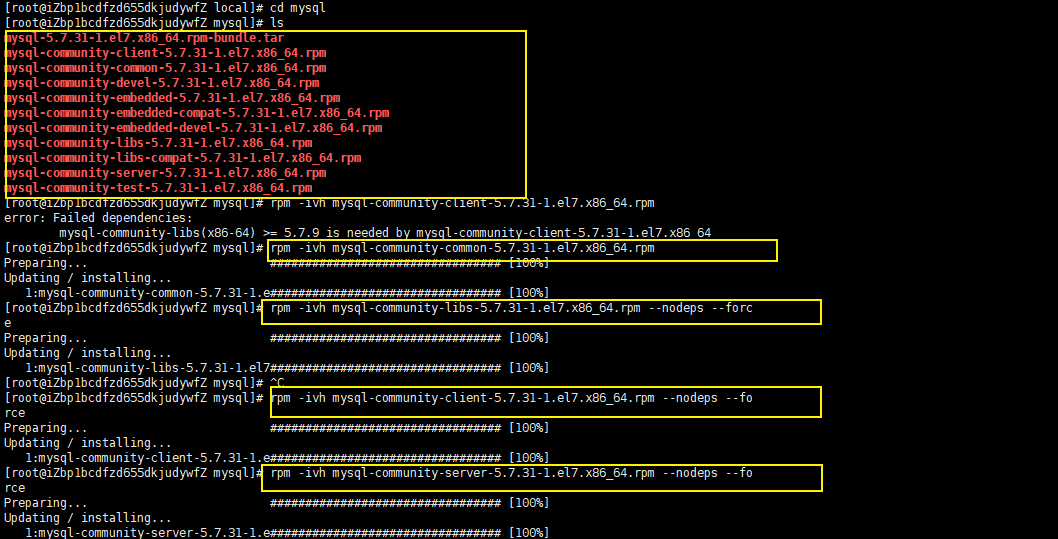 [root@iZbp1bcdfzd655dkjudywfZ local]# cd mysql
[root@iZbp1bcdfzd655dkjudywfZ mysql]# ls
mysql-5.7.31-1.el7.x86_64.rpm-bundle.tar
mysql-community-client-5.7.31-1.el7.x86_64.rpm
mysql-community-common-5.7.31-1.el7.x86_64.rpm
mysql-community-devel-5.7.31-1.el7.x86_64.rpm
mysql-community-embedded-5.7.31-1.el7.x86_64.rpm
mysql-community-embedded-compat-5.7.31-1.el7.x86_64.rpm
mysql-community-embedded-devel-5.7.31-1.el7.x86_64.rpm
mysql-community-libs-5.7.31-1.el7.x86_64.rpm
mysql-community-libs-compat-5.7.31-1.el7.x86_64.rpm
mysql-community-server-5.7.31-1.el7.x86_64.rpm
mysql-community-test-5.7.31-1.el7.x86_64.rpm
[root@iZbp1bcdfzd655dkjudywfZ mysql]# rpm -ivh mysql-community-client-5.7.31-1.el7.x86_64.rpm
error: Failed dependencies:
        mysql-community-libs(x86-64) >= 5.7.9 is needed by mysql-community-client-5.7.31-1.el7.x86_64
[root@iZbp1bcdfzd655dkjudywfZ mysql]# rpm -ivh mysql-community-common-5.7.31-1.el7.x86_64.rpm
Preparing...                          ################################# [100%]
Updating / installing...
   1:mysql-community-common-5.7.31-1.e################################# [100%]
[root@iZbp1bcdfzd655dkjudywfZ mysql]# rpm -ivh mysql-community-libs-5.7.31-1.el7.x86_64.rpm --nodeps --forc
e
Preparing...                          ################################# [100%]
Updating / installing...
   1:mysql-community-libs-5.7.31-1.el7################################# [100%]
[root@iZbp1bcdfzd655dkjudywfZ mysql]# ^C
[root@iZbp1bcdfzd655dkjudywfZ mysql]# rpm -ivh mysql-community-client-5.7.31-1.el7.x86_64.rpm --nodeps --fo
rce
Preparing...                          ################################# [100%]
Updating / installing...
   1:mysql-community-client-5.7.31-1.e################################# [100%]
[root@iZbp1bcdfzd655dkjudywfZ mysql]# rpm -ivh mysql-community-server-5.7.31-1.el7.x86_64.rpm --nodeps --fo
rce
Preparing...                          ################################# [100%]
Updating / installing...
   1:mysql-community-server-5.7.31-1.e################################# [100%]